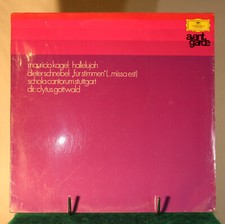 avant
garde
mauricio kagel hallelujah
dieter schnebel „für stimmen (...missa est)
schola cantorum stuttgart
dir: clytus gottwald